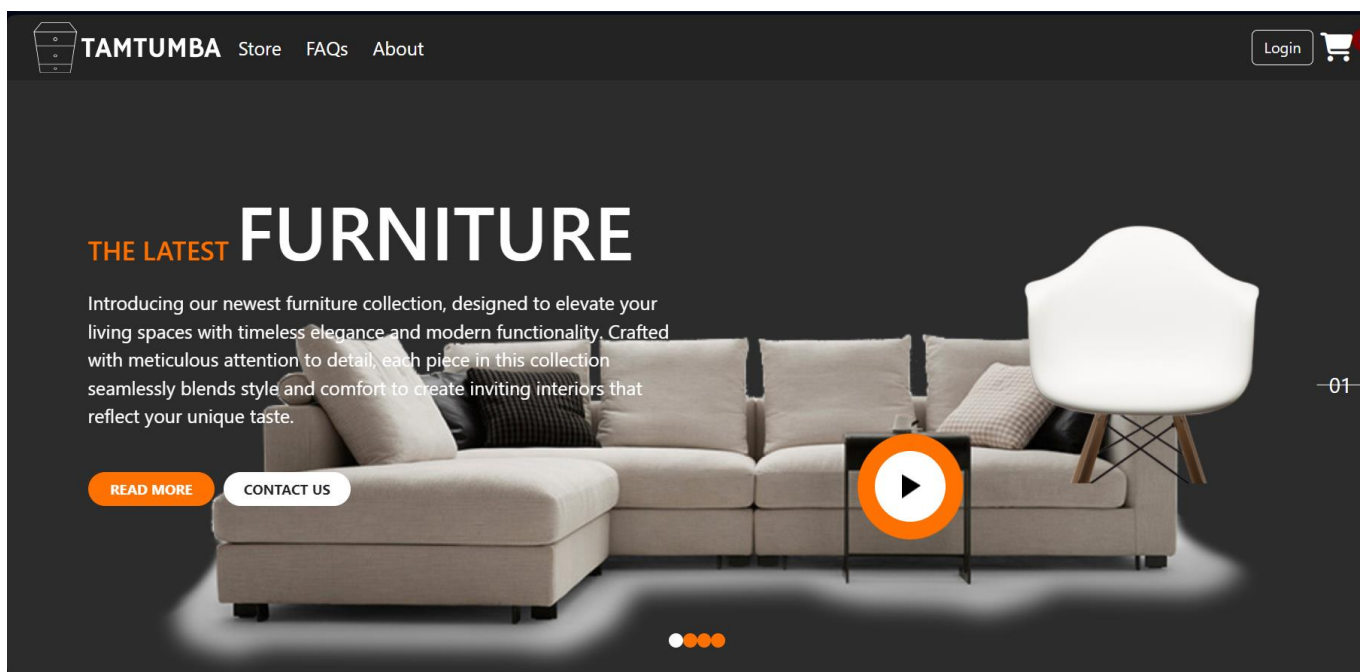 TAMTUMBA Store FAQs About Login
THE LATEST FURNITURE
Introducing our newest furniture collection, designed to elevate your
living spaces with timeless elegance and modern functionality. Crafted
with meticulous attention to detail, each piece in this collection
seamlessly blends style and comfort to create inviting interiors that
reflect your unique taste.
01
READ MORE CONTACT US